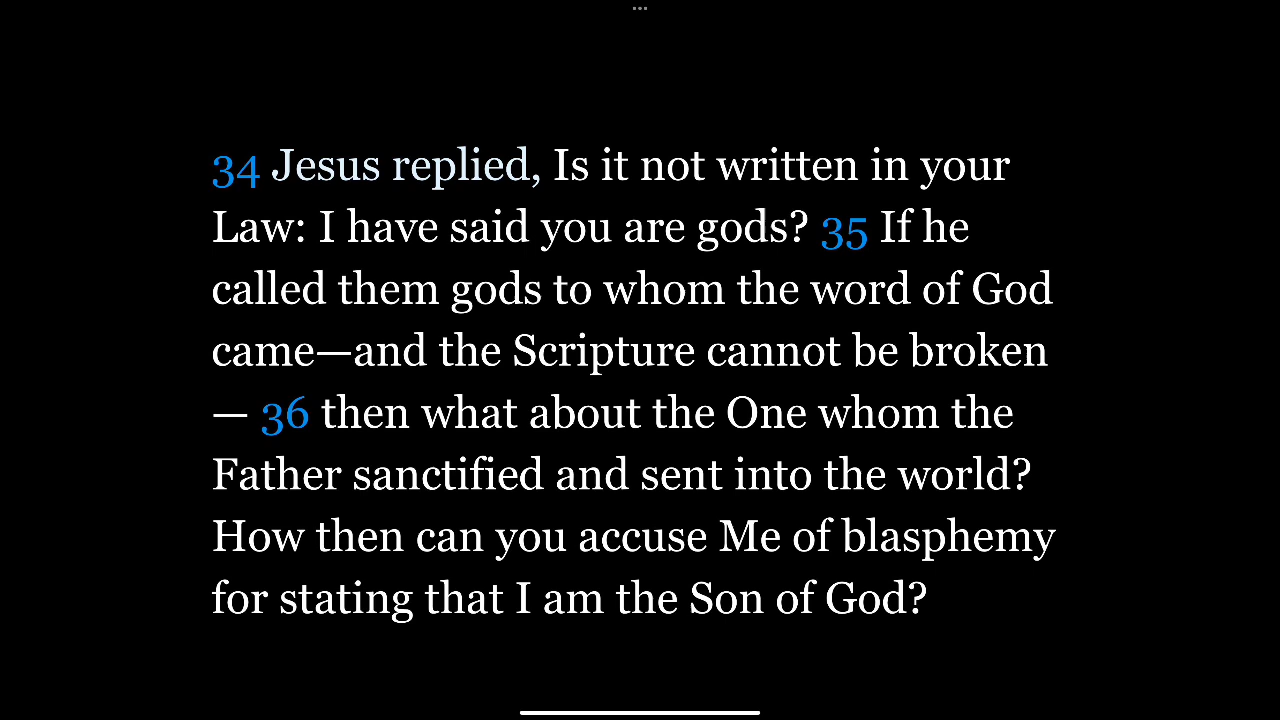 34 Jesus replied, Is it not written in your
Law: I have said you are gods? 35 If he
called them gods to whom the word of God
came—and the Scripture cannot be broken
— 36 then what about the One whom the
Father sanctified and sent into the world?
How then can you accuse Me of blasphemy
for stating that I am the Son of God?